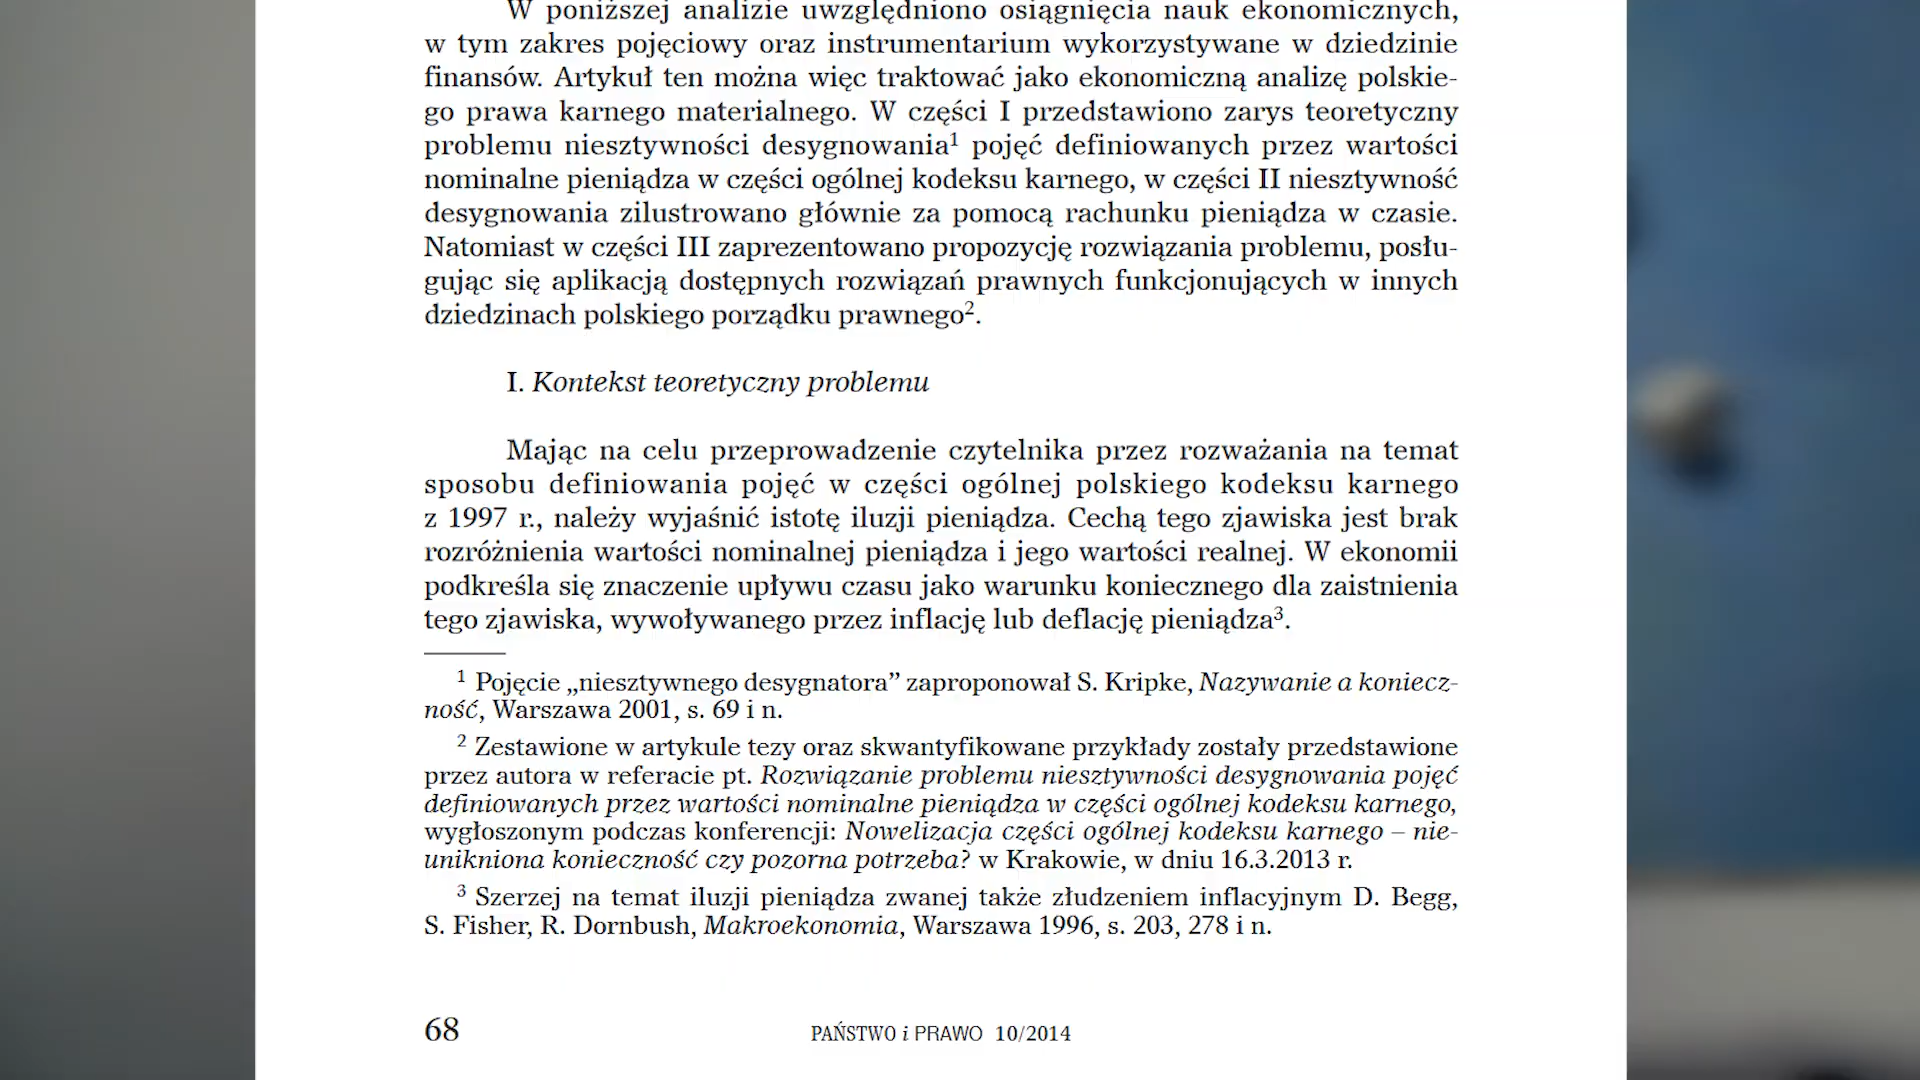 W poniższej analizie uwzględniono osiągnięcia nauk ekonomicznych,
w tym zakres pojęciowy oraz instrumentarium wykorzystywane w dziedzinie
finansów. Artykuł ten można więc traktować jako ekonomiczną analizę polskie-
go prawa karnego materialnego. W części I przedstawiono zarys teoretyczny
problemu niesztywności desygnowania¹ pojęć definiowanych przez wartości
nominalne pieniądza w części ogólnej kodeksu karnego, w części II niesztywność
desygnowania zilustrowano głównie za pomocą rachunku pieniądza w czasie.
Natomiast w części III zaprezentowano propozycję rozwiązania problemu, posłu-
gując się aplikacją dostępnych rozwiązań prawnych funkcjonujących w innych
dziedzinach polskiego porządku prawnego².
I. Kontekst teoretyczny problemu
Mając na celu przeprowadzenie czytelnika przez rozważania na temat
sposobu definiowania pojęć w części ogólnej polskiego kodeksu karnego
z 1997 r., należy wyjaśnić istotę iluzji pieniądza. Cechą tego zjawiska jest brak
rozróżnienia wartości nominalnej pieniądza i jego wartości realnej. W ekonomii
podkreśla się znaczenie upływu czasu jako warunku koniecznego dla zaistnienia
tego zjawiska, wywoływanego przez inflację lub deflację pieniądza³.
¹ Pojęcie „niesztywnego desygnatora” zaproponował S. Kripke, Nazywanie a koniecz-
ność, Warszawa 2001, s. 69 i n.
² Zestawione w artykule tezy oraz skwantyfikowane przykłady zostały przedstawione
przez autora w referacie pt. Rozwiązanie problemu niesztywności desygnowania pojęć
definiowanych przez wartości nominalne pieniądza w części ogólnej kodeksu karnego,
wygłoszonym podczas konferencji: Nowelizacja części ogólnej kodeksu karnego – nie-
unikniona konieczność czy pozorna potrzeba? w Krakowie, w dniu 16.3.2013 r.
³ Szerzej na temat iluzji pieniądza zwanej także złudzeniem inflacyjnym D. Begg,
S. Fisher, R. Dornbush, Makroekonomia, Warszawa 1996, s. 203, 278 i n.
68 PAŃSTWO i PRAWO 10/2014